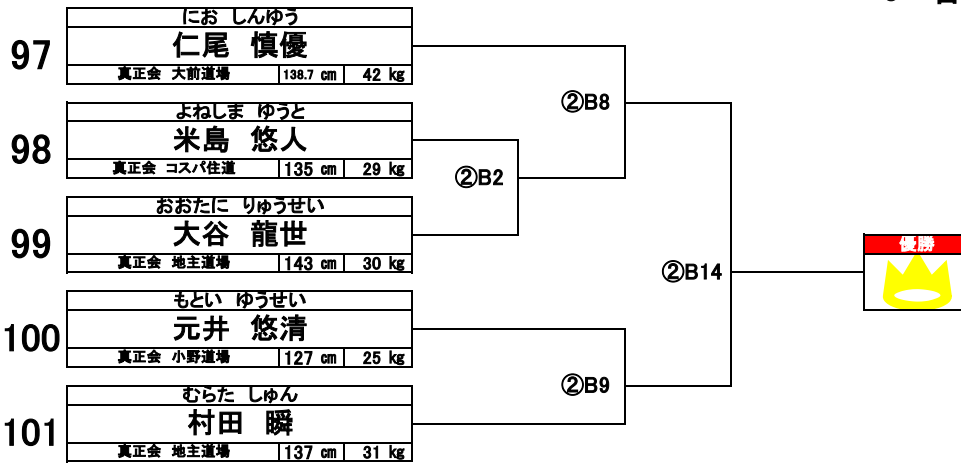 にお しんゆう
97
仁尾 慎優
真正会 大前道場 138.7 cm 42 kg
②B8
よねしま ゆうと
98
米島 悠人
真正会 コスパ住道 135 cm 29 kg
②B2
おおたに りゅうせい
99
大谷 龍世
真正会 地主道場 143 cm 30 kg
優勝
②B14
もとい ゆうせい
100
元井 悠清
真正会 小野道場 127 cm 25 kg
②B9
むらた しゅん
101
村田 瞬
真正会 地主道場 137 cm 31 kg